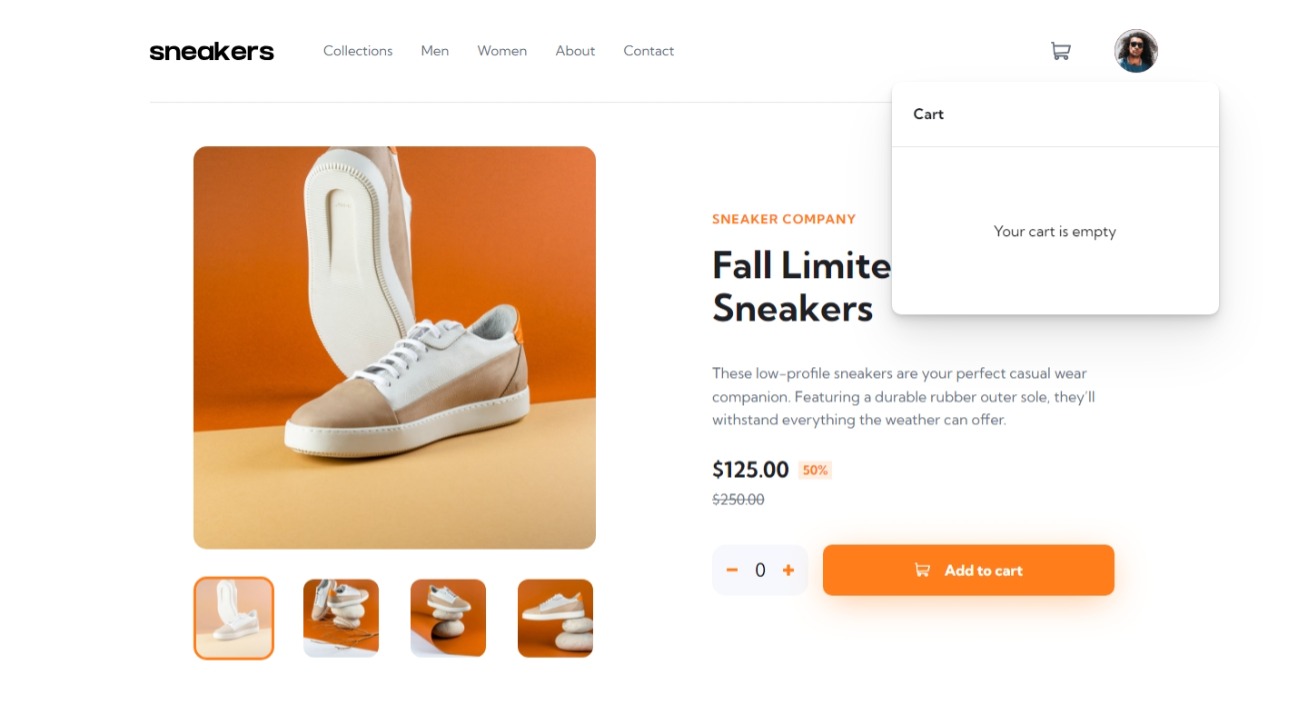 sneakers
Collections
Men
Women
About
Contact
Cart
Your cart is empty
SNEAKER COMPANY
Fall Limite
Sneakers
These low-profile sneakers are your perfect casual wear
companion. Featuring a durable rubber outer sole, they'll
withstand everything the weather can offer.
$125.00 50%
$250.00
0
Add to cart